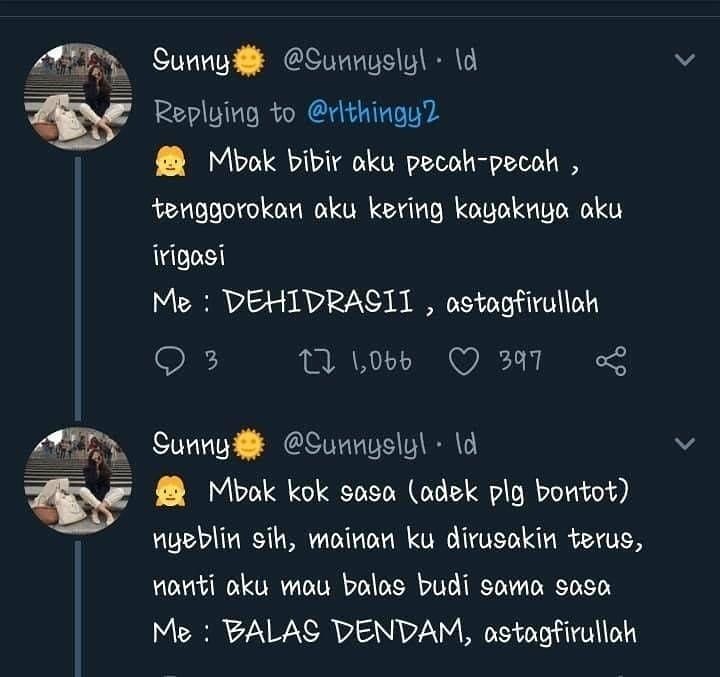 Sunny🌞 @Sunnyslyl · 1d
Replying to @rlthingy2
👧 Mbak bibir aku pecah-pecah ,
tenggorokan aku kering kayaknya aku
irigasi
Me : DEHIDRASII , astagfirullah
3 1,066 397
Sunny🌞 @Sunnyslyl · 1d
👧 Mbak kok sasa (adek plg bontot)
nyeblin sih, mainan ku dirusakin terus,
nanti aku mau balas budi sama sasa
Me : BALAS DENDAM, astagfirullah